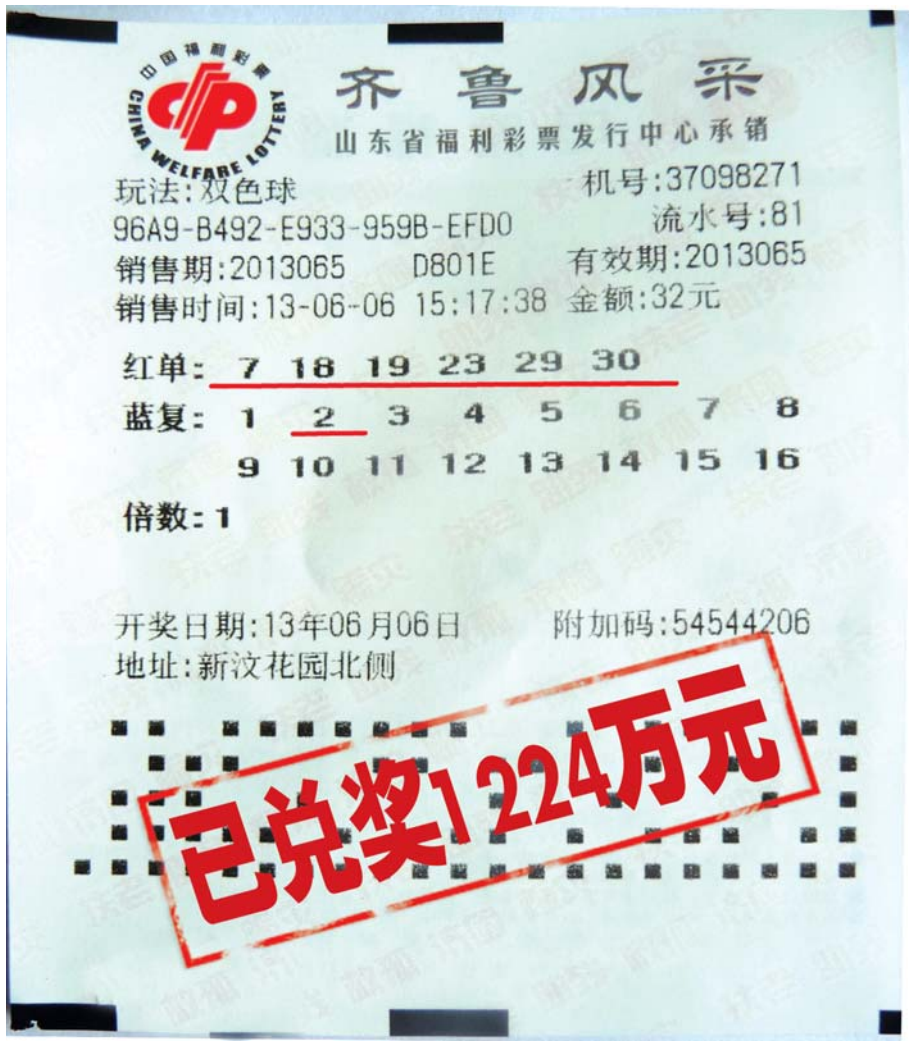 中国福利彩票
CHINA WELFARE LOTTERY
齐鲁风采
山东省福利彩票发行中心承销
玩法:双色球 机号:37098271
96A9-B492-E933-959B-EFD0 流水号:81
销售期:2013065 D801E 有效期:2013065
销售时间:13-06-06 15:17:38 金额:32元
红单: 7 18 19 23 29 30
蓝复: 1 2 3 4 5 6 7 8
9 10 11 12 13 14 15 16
倍数:1
开奖日期:13年06月06日 附加码:54544206
地址:新汶花园北侧
已兑奖1224万元